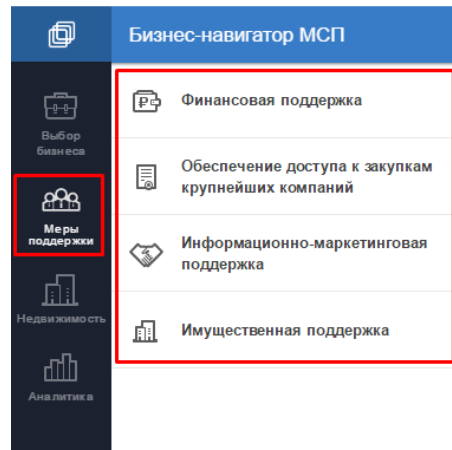 Бизнес-навигатор МСП
Выбор
бизнеса
Меры
поддержки
Недвижимость
Аналитика
Финансовая поддержка
Обеспечение доступа к закупкам
крупнейших компаний
Информационно-маркетинговая
поддержка
Имущественная поддержка